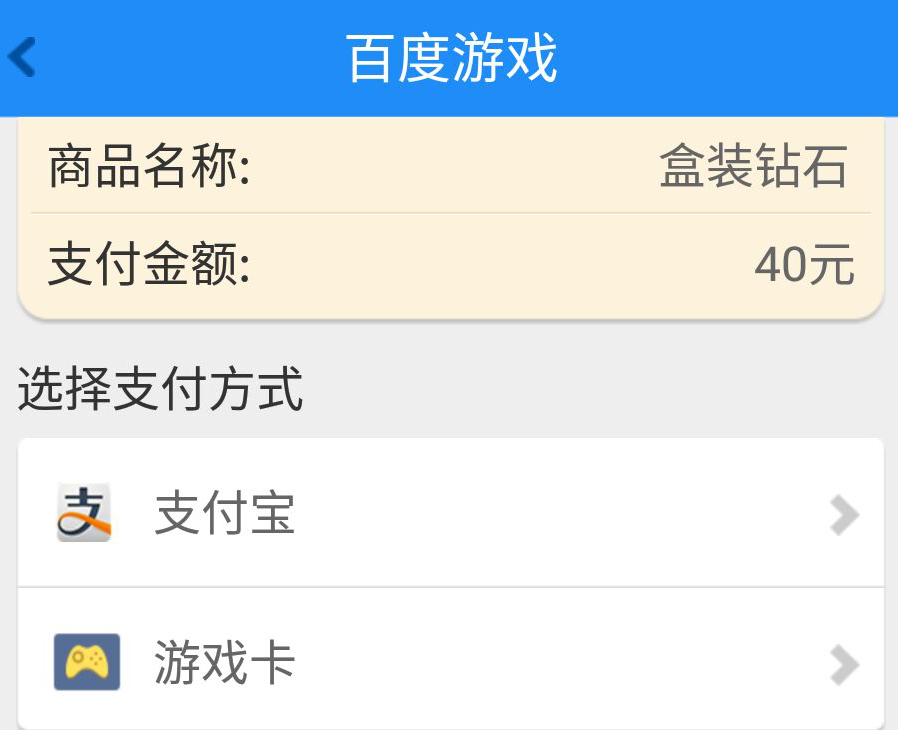 百度游戏
商品名称: 盒装钻石
支付金额: 40元
选择支付方式
支付宝
游戏卡